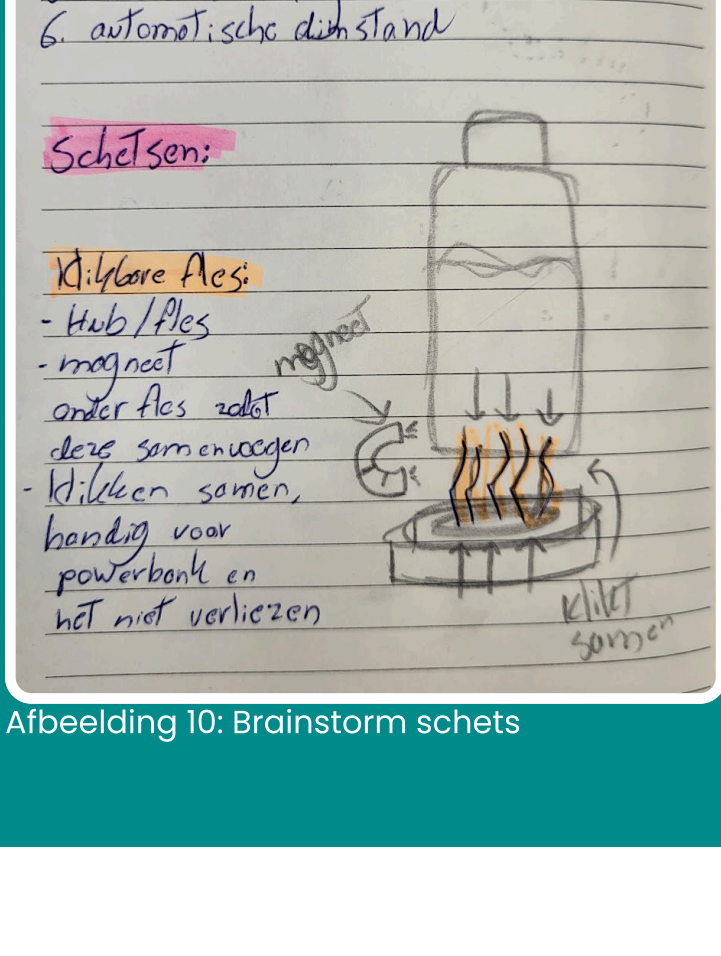 6. automatische dimstand
Schetsen:
Klikbare fles:
- Hub/fles
- magneet
onder fles zodat
deze samenvoegen
- klikken samen,
handig voor
powerbank en
het niet verliezen
magneet
klikt
samen
Afbeelding 10: Brainstorm schets